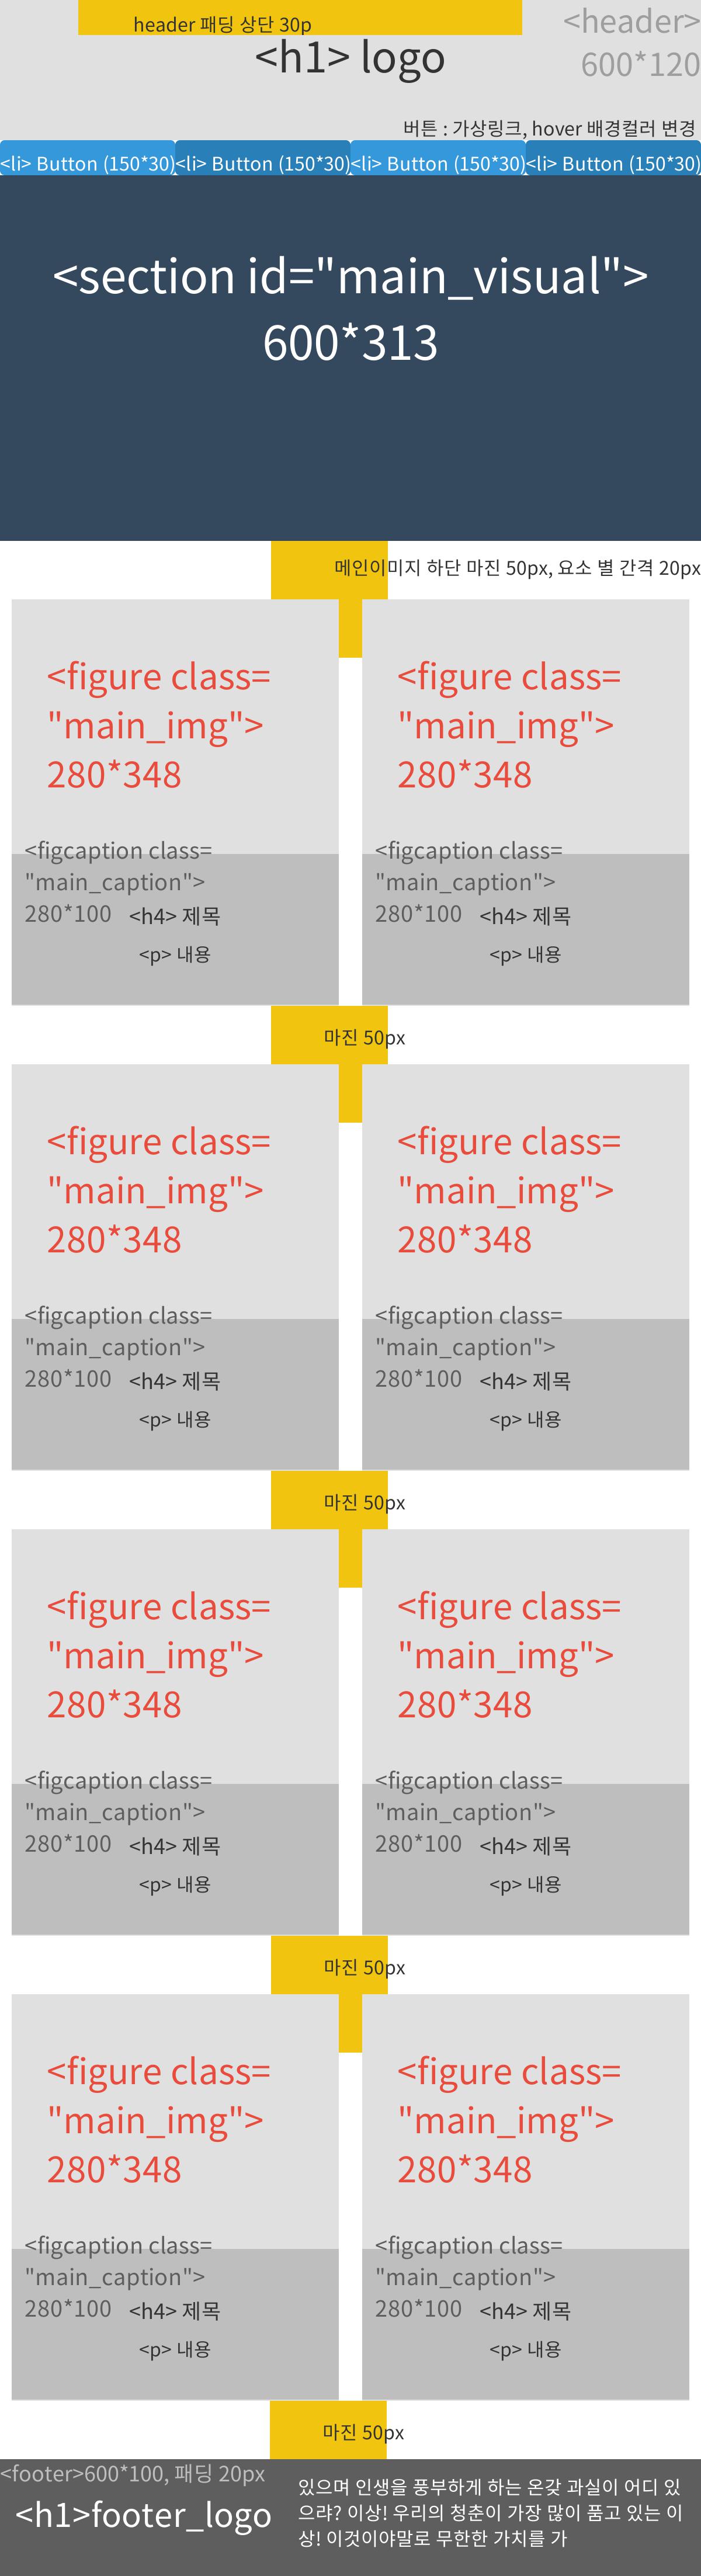 header 패딩 상단 30p
<header>
<h1> logo
600*120
버튼 : 가상링크, hover 배경컬러 변경
<li> Button (150*30)
<li> Button (150*30)
<li> Button (150*30)
<li> Button (150*30)
<section id="main_visual">
600*313
메인이미지 하단 마진 50px, 요소 별 간격 20px
<figure class=
"main_img">
280*348
<figcaption class=
"main_caption">
280*100
<h4> 제목
<p> 내용
<figure class=
"main_img">
280*348
<figcaption class=
"main_caption">
280*100
<h4> 제목
<p> 내용
마진 50px
<figure class=
"main_img">
280*348
<figcaption class=
"main_caption">
280*100
<h4> 제목
<p> 내용
<figure class=
"main_img">
280*348
<figcaption class=
"main_caption">
280*100
<h4> 제목
<p> 내용
마진 50px
<figure class=
"main_img">
280*348
<figcaption class=
"main_caption">
280*100
<h4> 제목
<p> 내용
<figure class=
"main_img">
280*348
<figcaption class=
"main_caption">
280*100
<h4> 제목
<p> 내용
마진 50px
<figure class=
"main_img">
280*348
<figcaption class=
"main_caption">
280*100
<h4> 제목
<p> 내용
<figure class=
"main_img">
280*348
<figcaption class=
"main_caption">
280*100
<h4> 제목
<p> 내용
마진 50px
<footer>600*100, 패딩 20px
<h1>footer_logo
있으며 인생을 풍부하게 하는 온갖 과실이 어디 있
으랴? 이상! 우리의 청춘이 가장 많이 품고 있는 이
상! 이것이야말로 무한한 가치를 가